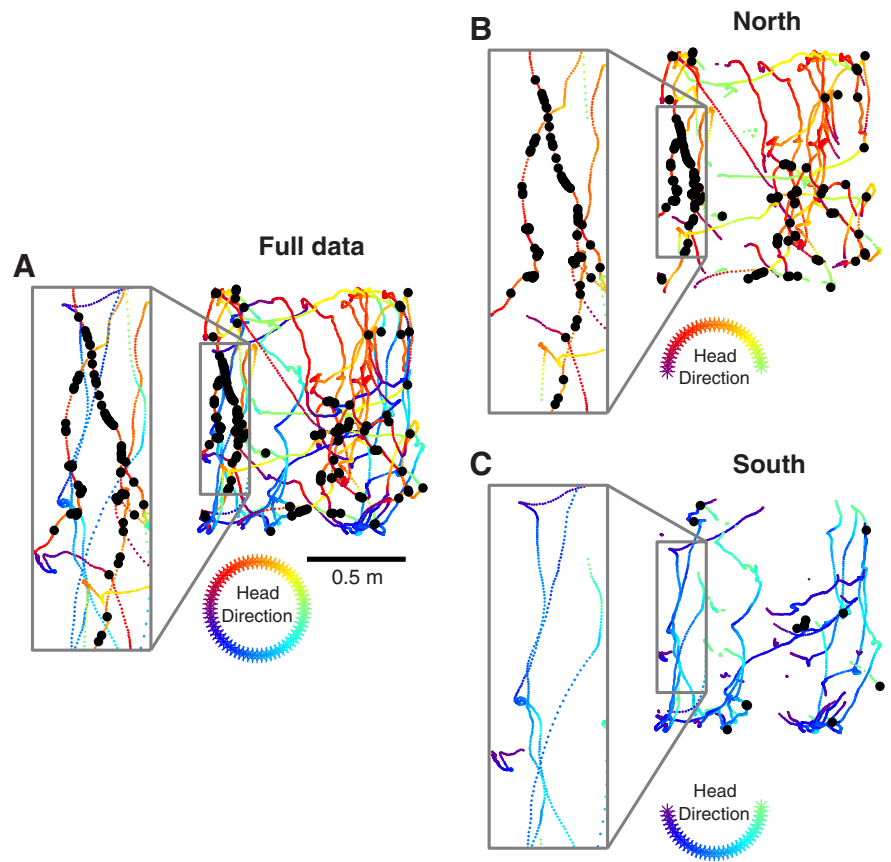 A
Full data
Head
Direction
0.5 m
B
North
Head
Direction
C
South
Head
Direction